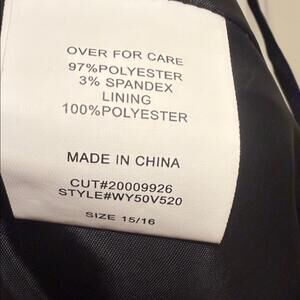 OVER FOR CARE
97%POLYESTER
3% SPANDEX
LINING
100%POLYESTER
MADE IN CHINA
CUT#20009926
STYLE#WY50V520
SIZE 15/16